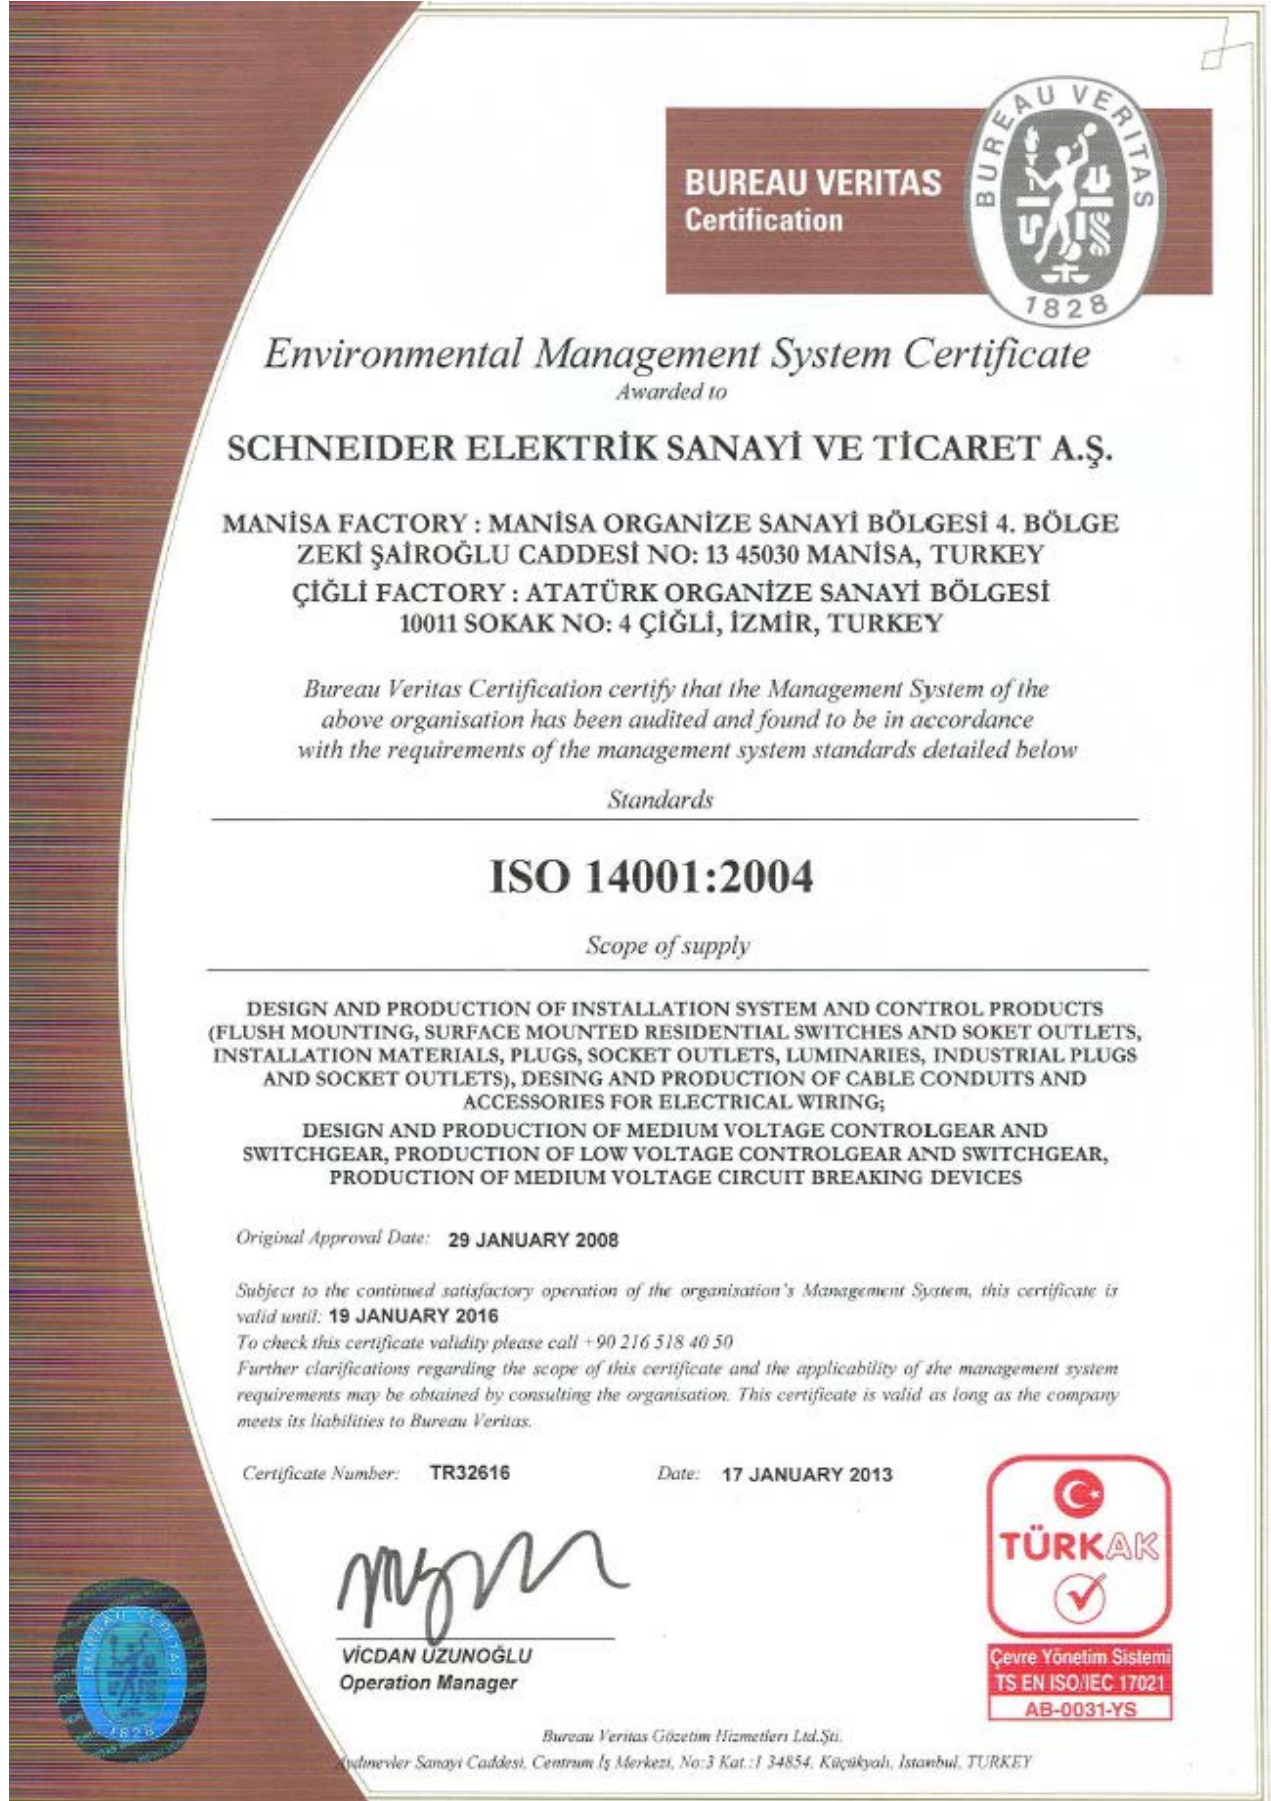 BUREAU VERITAS
Certification
BUREAU VERITAS
1828
Environmental Management System Certificate
Awarded to
SCHNEIDER ELEKTRİK SANAYİ VE TİCARET A.Ş.
MANİSA FACTORY : MANİSA ORGANİZE SANAYİ BÖLGESİ 4. BÖLGE
ZEKİ ŞAİROĞLU CADDESİ NO: 13 45030 MANİSA, TURKEY
ÇİĞLİ FACTORY : ATATÜRK ORGANİZE SANAYİ BÖLGESİ
10011 SOKAK NO: 4 ÇİĞLİ, İZMİR, TURKEY
Bureau Veritas Certification certify that the Management System of the
above organisation has been audited and found to be in accordance
with the requirements of the management system standards detailed below
Standards
ISO 14001:2004
Scope of supply
DESIGN AND PRODUCTION OF INSTALLATION SYSTEM AND CONTROL PRODUCTS
(FLUSH MOUNTING, SURFACE MOUNTED RESIDENTIAL SWITCHES AND SOKET OUTLETS,
INSTALLATION MATERIALS, PLUGS, SOCKET OUTLETS, LUMINARIES, INDUSTRIAL PLUGS
AND SOCKET OUTLETS), DESING AND PRODUCTION OF CABLE CONDUITS AND
ACCESSORIES FOR ELECTRICAL WIRING;
DESIGN AND PRODUCTION OF MEDIUM VOLTAGE CONTROLGEAR AND
SWITCHGEAR, PRODUCTION OF LOW VOLTAGE CONTROLGEAR AND SWITCHGEAR,
PRODUCTION OF MEDIUM VOLTAGE CIRCUIT BREAKING DEVICES
Original Approval Date: 29 JANUARY 2008
Subject to the continued satisfactory operation of the organisation's Management System, this certificate is
valid until: 19 JANUARY 2016
To check this certificate validity please call +90 216 518 40 50
Further clarifications regarding the scope of this certificate and the applicability of the management system
requirements may be obtained by consulting the organisation. This certificate is valid as long as the company
meets its liabilities to Bureau Veritas.
Certificate Number: TR32616 Date: 17 JANUARY 2013
TÜRKAK
VİCDAN UZUNOĞLU
Operation Manager
Çevre Yönetim Sistemi
TS EN ISO/IEC 17021
AB-0031-YS
BUREAU VERITAS
1828
Bureau Veritas Gözetim Hizmetleri Ltd.Şti.
Aydınevler Sanayi Caddesi, Centrum İş Merkezi, No:3 Kat.:1 34854, Küçükyalı, İstanbul, TURKEY